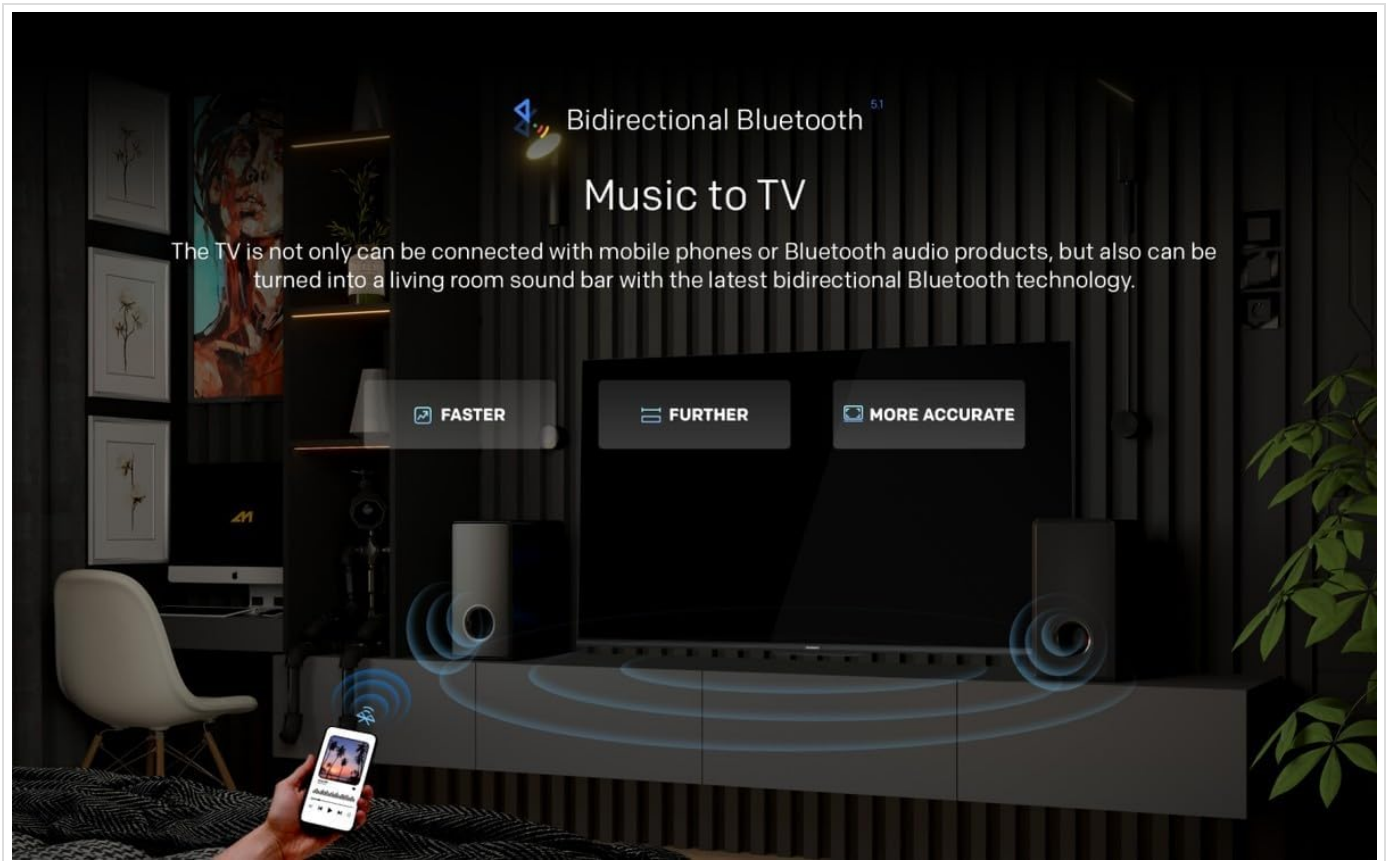 Bidirectional Bluetooth 5.1
Music to TV
The TV is not only can be connected with mobile phones or Bluetooth audio products, but also can be
turned into a living room sound bar with the latest bidirectional Bluetooth technology.
FASTER
FURTHER
MORE ACCURATE